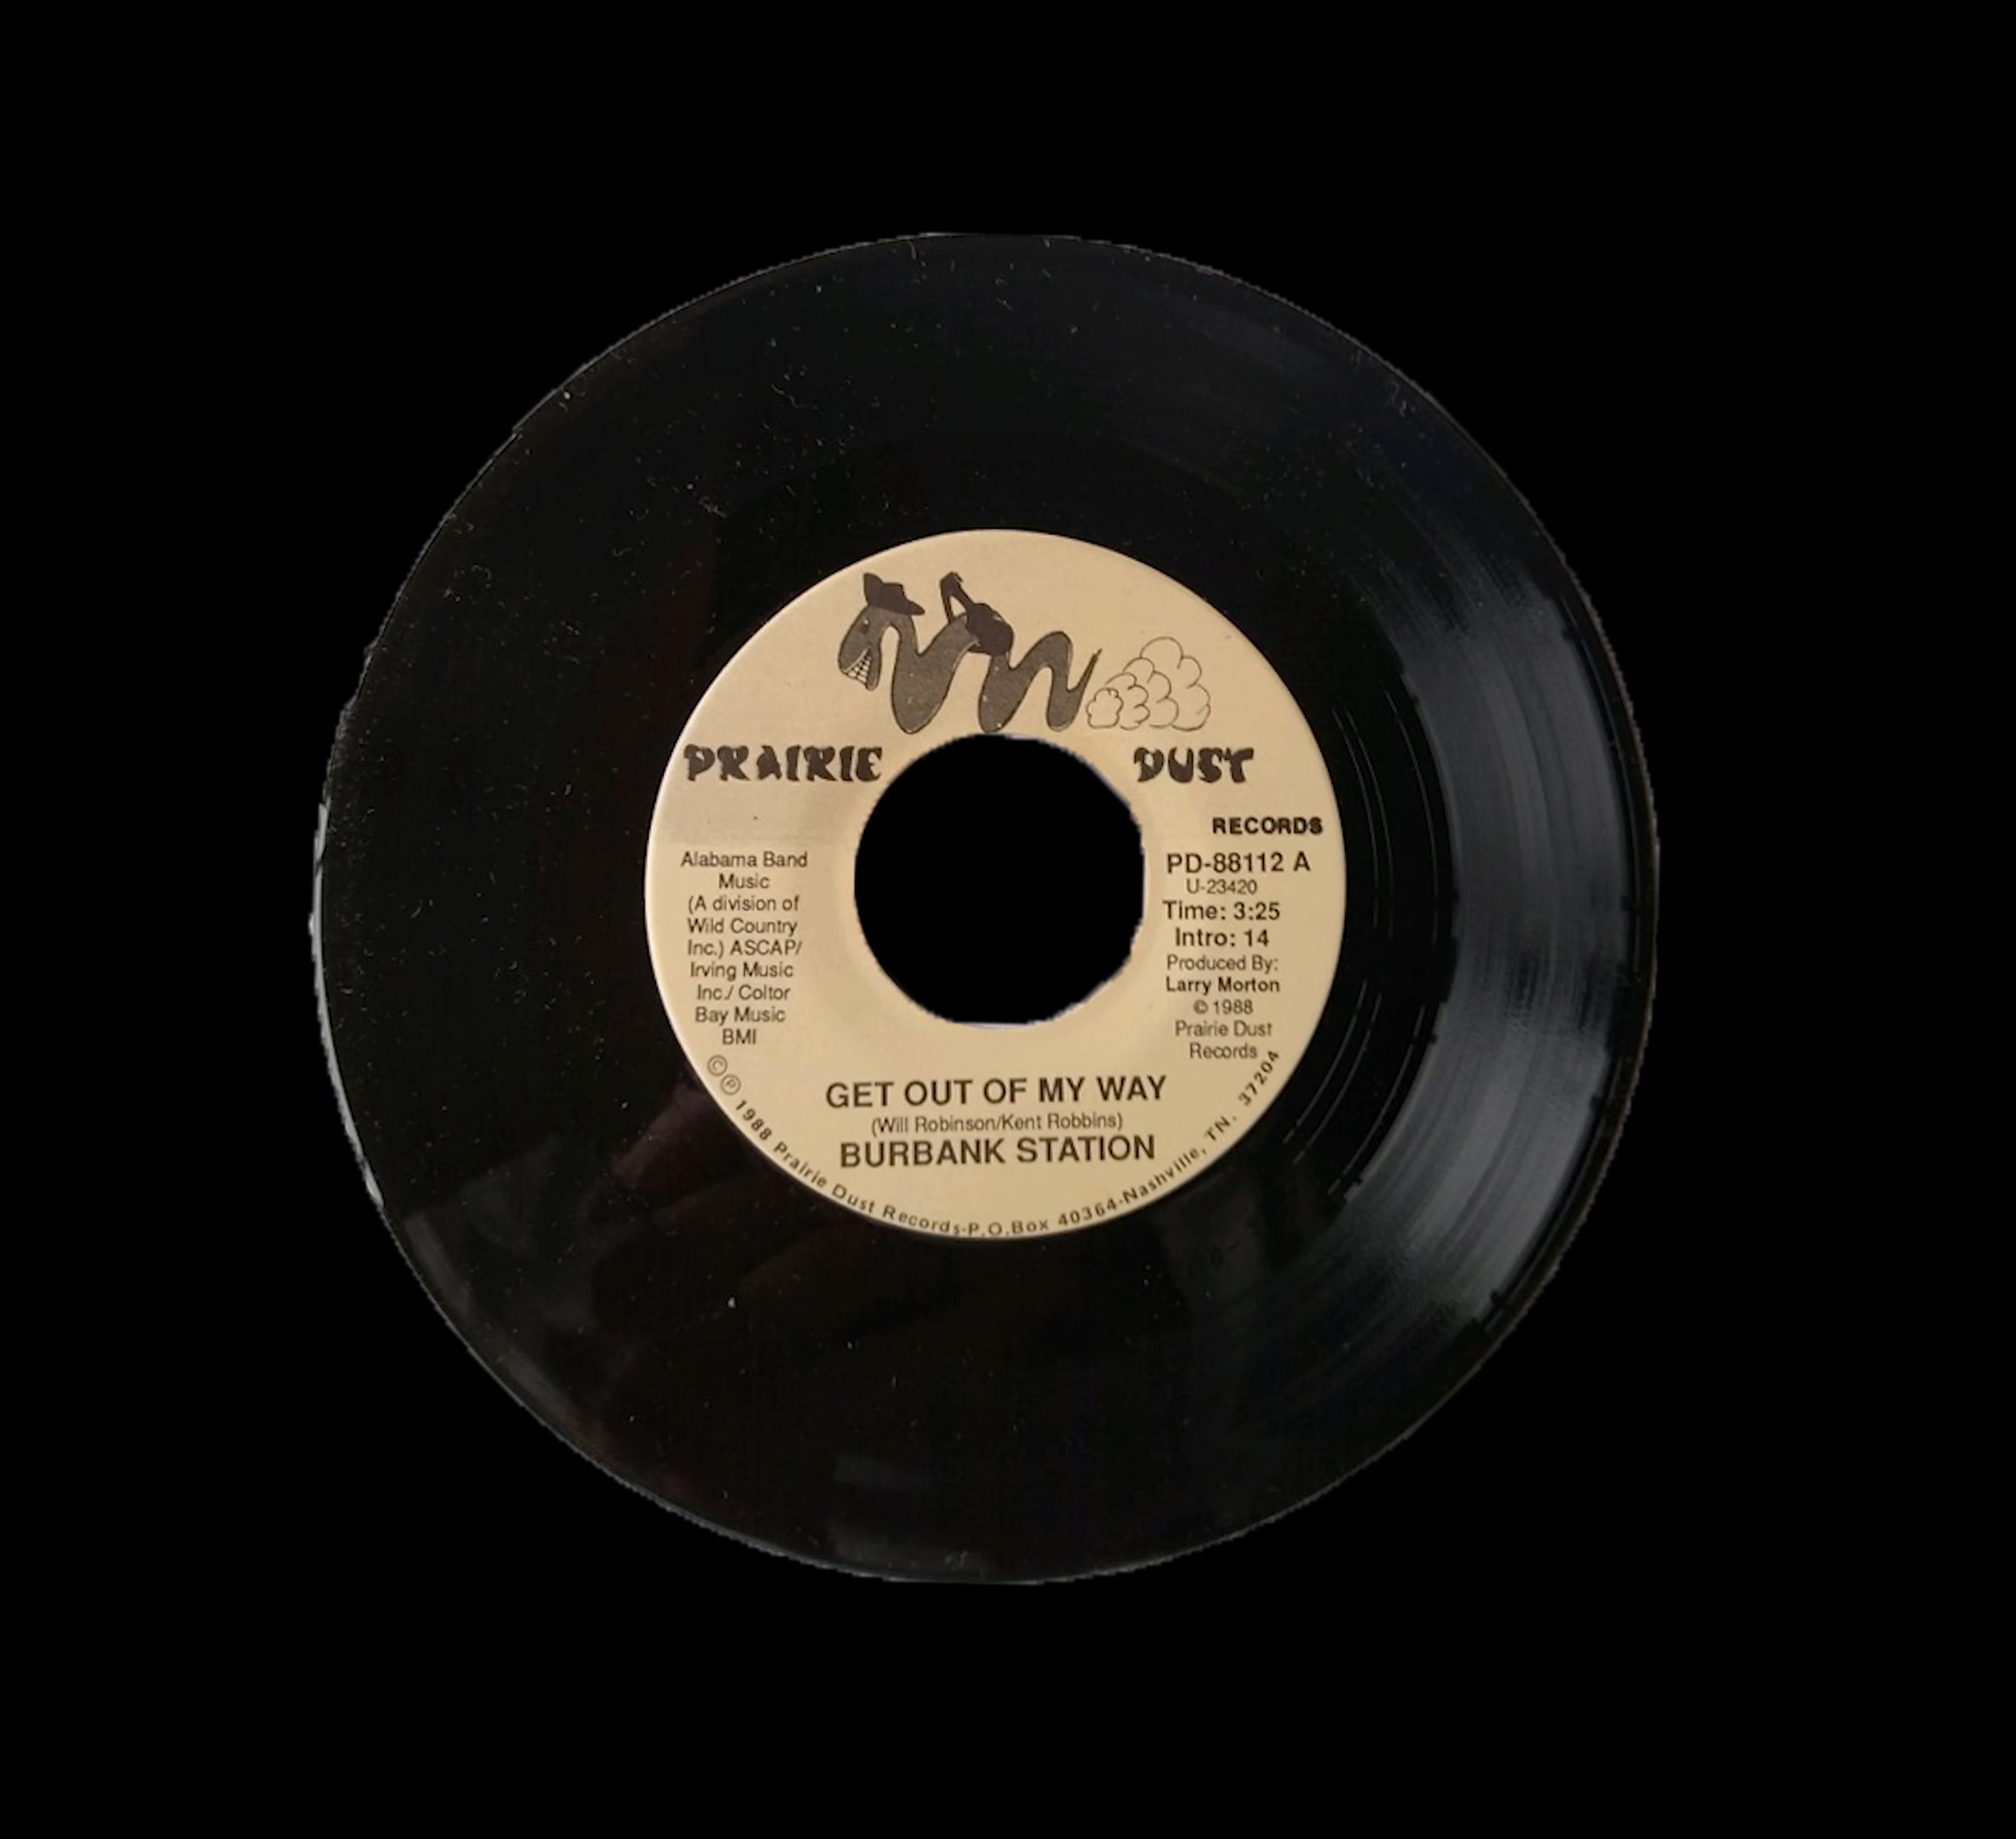 PRAIRIE DUST
RECORDS
Alabama Band
Music
(A division of
Wild Country
Inc.) ASCAP/
Irving Music
Inc./ Coltor
Bay Music
BMI
PD-88112 A
U-23420
Time: 3:25
Intro: 14
Produced By:
Larry Morton
© 1988
Prairie Dust
Records
GET OUT OF MY WAY
(Will Robinson/Kent Robbins)
BURBANK STATION
©℗ 1988 Prairie Dust Records-P.O.Box 40364-Nashville, TN. 37204